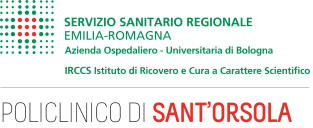 SERVIZIO SANITARIO REGIONALE
EMILIA-ROMAGNA
Azienda Ospedaliero - Universitaria di Bologna
IRCCS Istituto di Ricovero e Cura a Carattere Scientifico
POLICLINICO DI SANT'ORSOLA